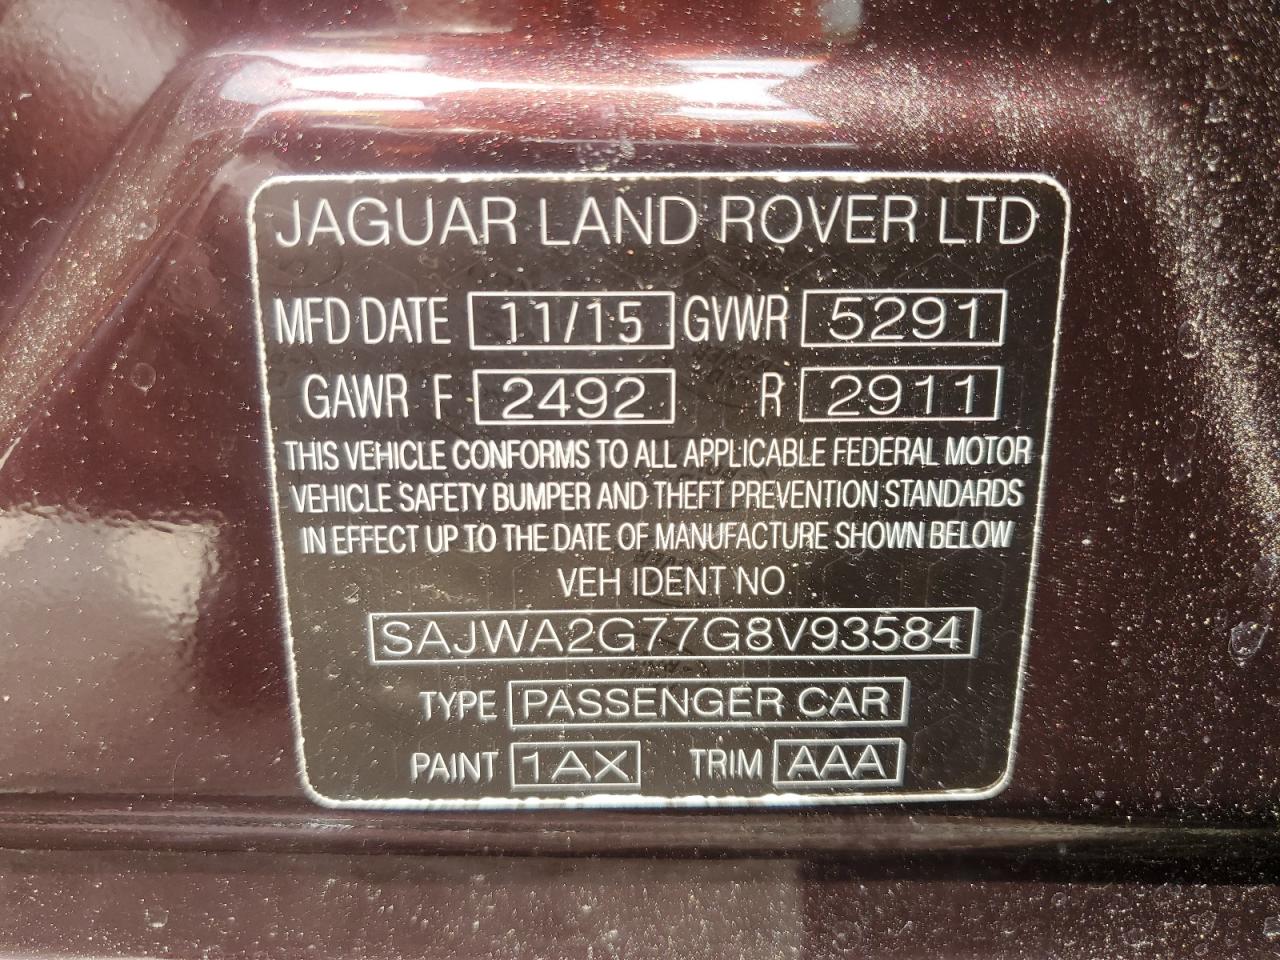 JAGUAR LAND ROVER LTD
MFD DATE 11/15 GVWR 5291
GAWR F 2492 R 2911
THIS VEHICLE CONFORMS TO ALL APPLICABLE FEDERAL MOTOR
VEHICLE SAFETY BUMPER AND THEFT PREVENTION STANDARDS
IN EFFECT UP TO THE DATE OF MANUFACTURE SHOWN BELOW
VEH IDENT NO
SAJWA2G77G8V93584
TYPE PASSENGER CAR
PAINT 1AX TRIM AAA